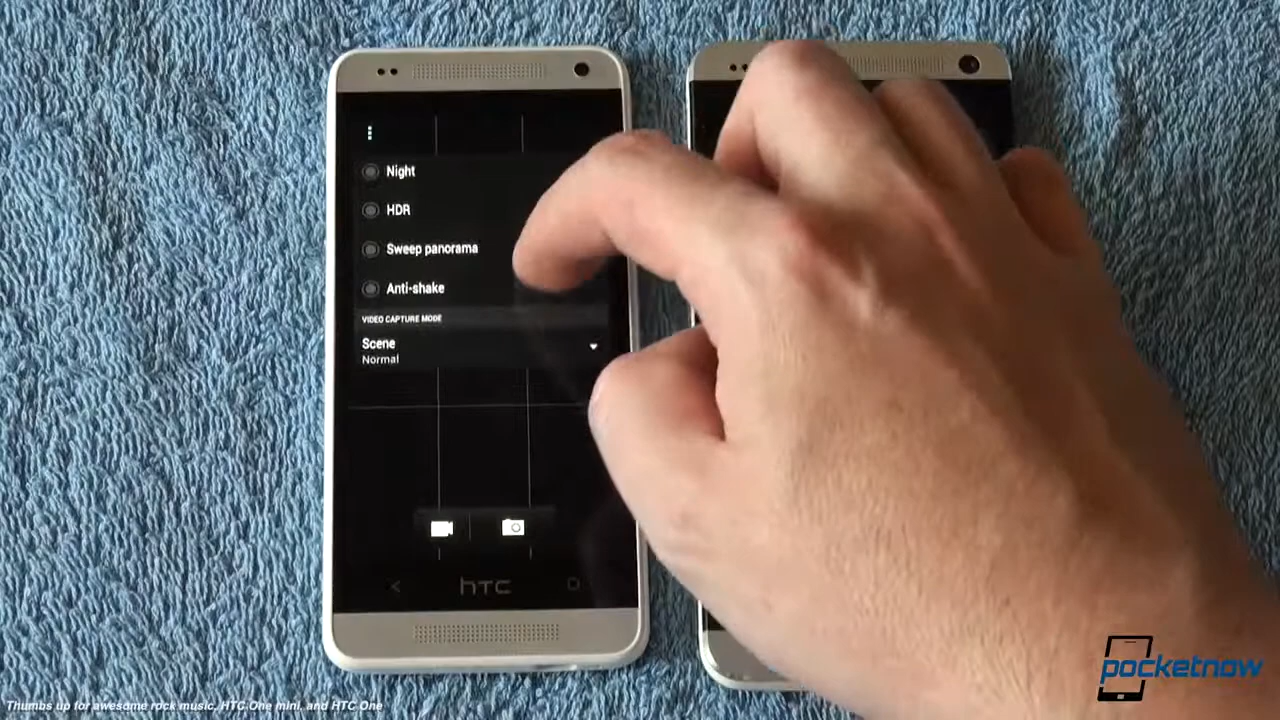 Night
HDR
Sweep panorama
Anti-shake
VIDEO CAPTURE MODE
Scene
Normal
hTC
pocketnow
Thumbs up for awesome rock music, HTC One mini, and HTC One